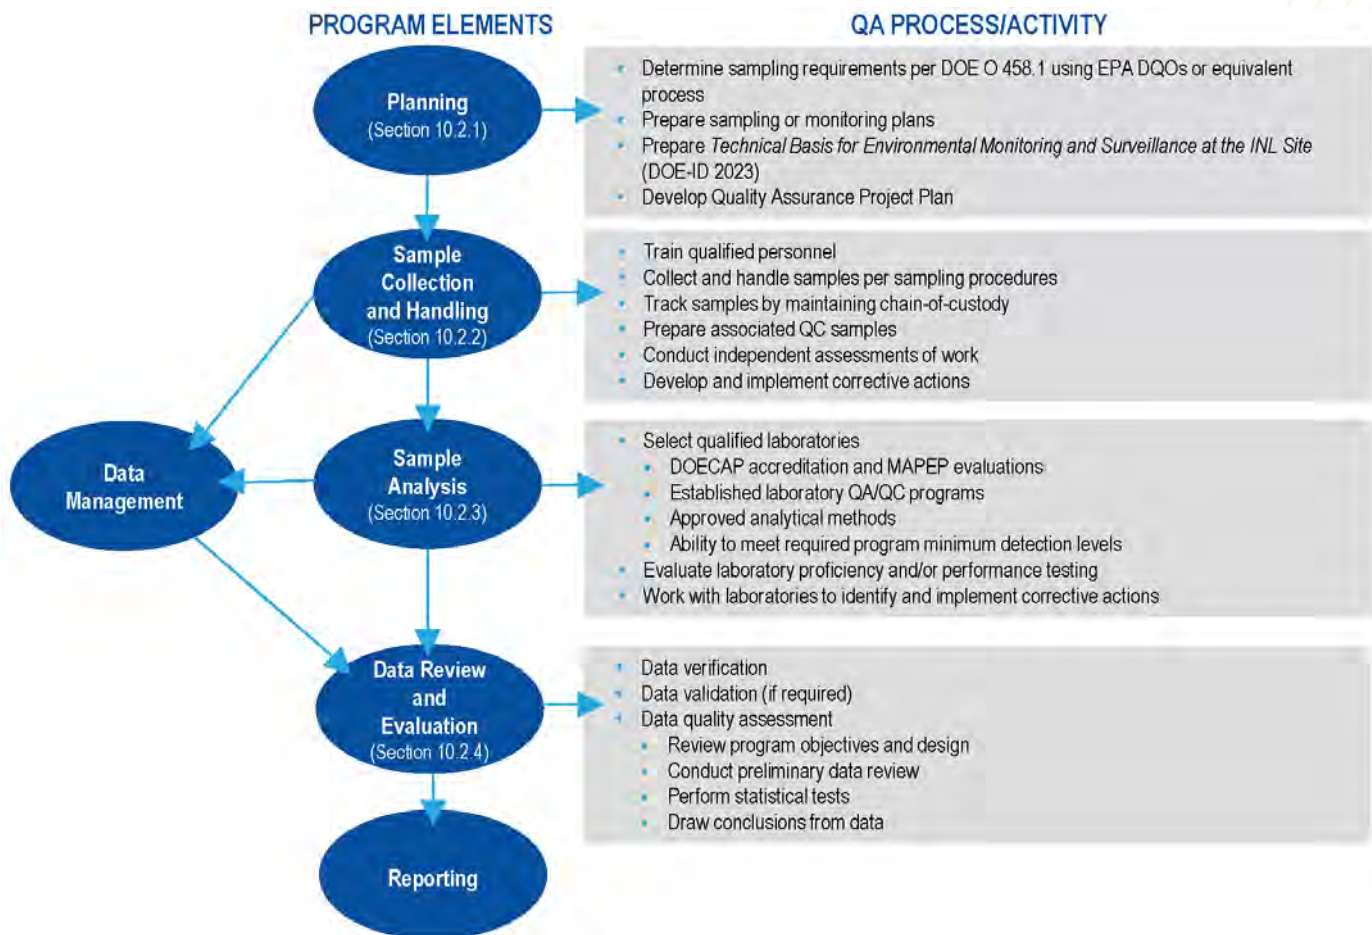 PROGRAM ELEMENTS
QA PROCESS/ACTIVITY
Planning
(Section 10.2.1)
• Determine sampling requirements per DOE O 458.1 using EPA DQOs or equivalent
process
• Prepare sampling or monitoring plans
• Prepare Technical Basis for Environmental Monitoring and Surveillance at the INL Site
(DOE-ID 2023)
• Develop Quality Assurance Project Plan
Sample
Collection
and Handling
(Section 10.2.2)
• Train qualified personnel
• Collect and handle samples per sampling procedures
• Track samples by maintaining chain-of-custody
• Prepare associated QC samples
• Conduct independent assessments of work
• Develop and implement corrective actions
Data
Management
Sample
Analysis
(Section 10.2.3)
• Select qualified laboratories
• DOECAP accreditation and MAPEP evaluations
• Established laboratory QA/QC programs
• Approved analytical methods
• Ability to meet required program minimum detection levels
• Evaluate laboratory proficiency and/or performance testing
• Work with laboratories to identify and implement corrective actions
Data Review
and
Evaluation
(Section 10.2.4)
• Data verification
• Data validation (if required)
• Data quality assessment
• Review program objectives and design
• Conduct preliminary data review
• Perform statistical tests
• Draw conclusions from data
Reporting